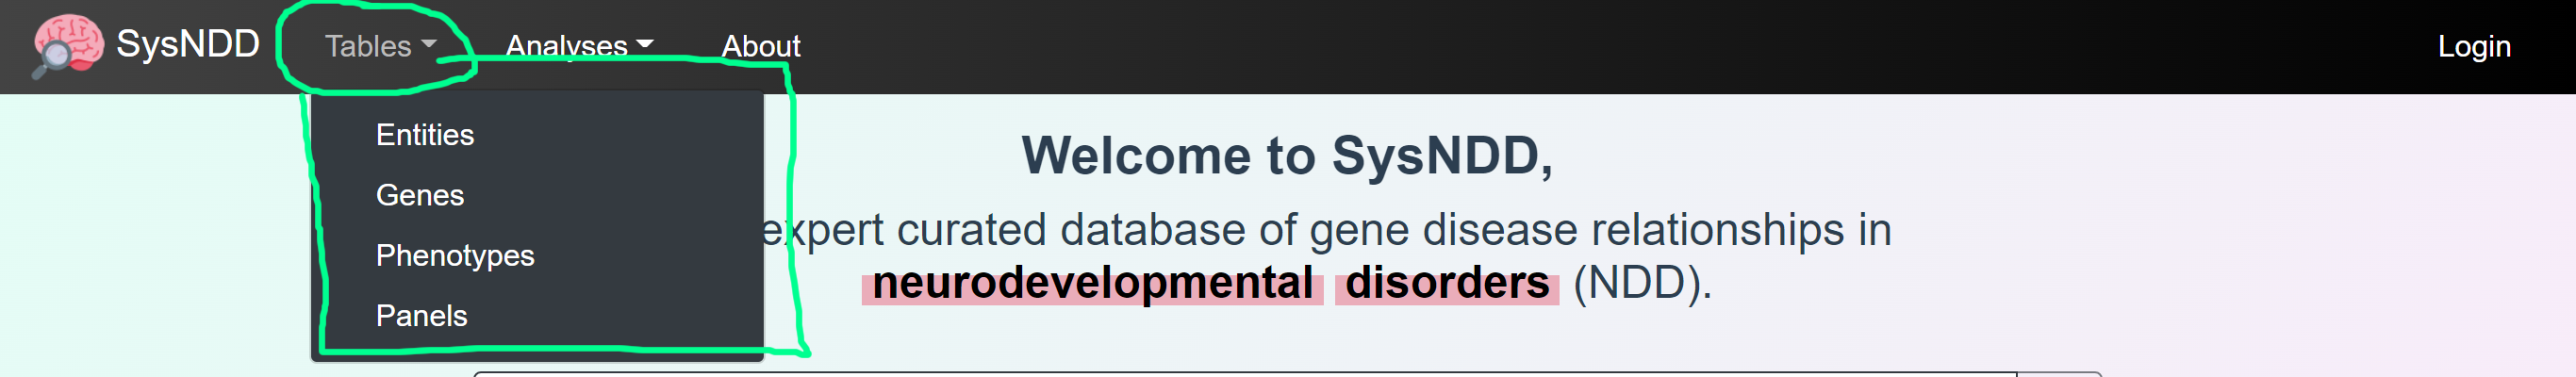 SysNDD Tables Analyses About Login
Entities
Genes
Phenotypes
Panels
Welcome to SysNDD,
expert curated database of gene disease relationships in
neurodevelopmental disorders (NDD).